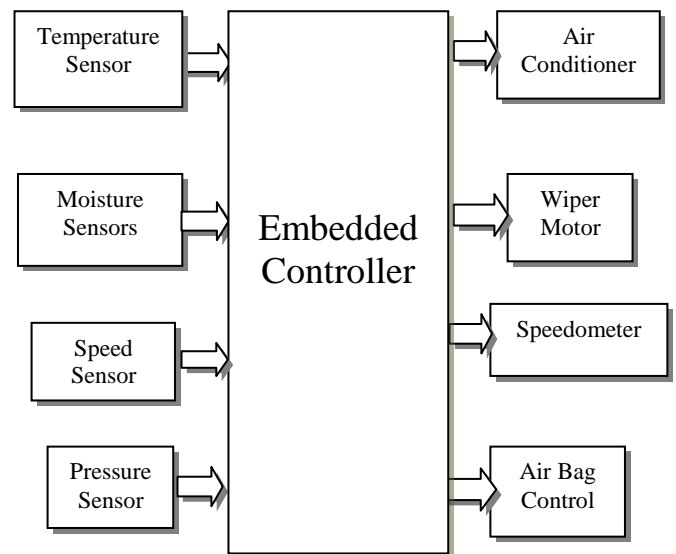 Temperature
Sensor
Air
Conditioner
Moisture
Sensors
Embedded
Controller
Wiper
Motor
Speed
Sensor
Speedometer
Pressure
Sensor
Air Bag
Control